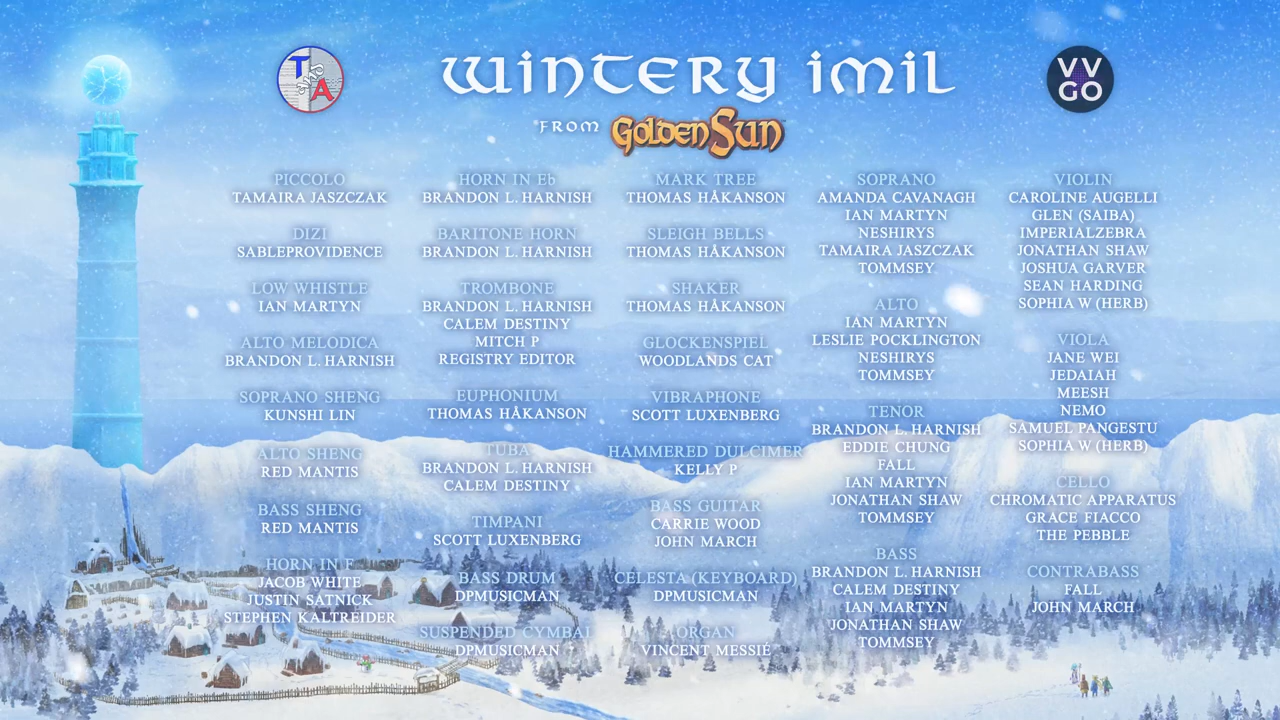 T
A
WINTERY IMIL
VV
GO
FROM GOLDEN SUN
PICCOLO
TAMAIRA JASZCZAK
DIZI
SABLEPROVIDENCE
LOW WHISTLE
IAN MARTYN
ALTO MELODICA
BRANDON L. HARNISH
SOPRANO SHENG
KUNSHI LIN
ALTO SHENG
RED MANTIS
BASS SHENG
RED MANTIS
HORN IN F
JACOB WHITE
JUSTIN SATNICK
STEPHEN KALTREIDER
HORN IN Eb
BRANDON L. HARNISH
BARITONE HORN
BRANDON L. HARNISH
TROMBONE
BRANDON L. HARNISH
CALEM DESTINY
MITCH P
REGISTRY EDITOR
EUPHONIUM
THOMAS HÅKANSON
TUBA
BRANDON L. HARNISH
CALEM DESTINY
TIMPANI
SCOTT LUXENBERG
BASS DRUM
DPMUSICMAN
SUSPENDED CYMBAL
DPMUSICMAN
MARK TREE
THOMAS HÅKANSON
SLEIGH BELLS
THOMAS HÅKANSON
SHAKER
THOMAS HÅKANSON
GLOCKENSPIEL
WOODLANDS CAT
VIBRAPHONE
SCOTT LUXENBERG
HAMMERED DULCIMER
KELLY P
BASS GUITAR
CARRIE WOOD
JOHN MARCH
CELESTA (KEYBOARD)
DPMUSICMAN
ORGAN
VINCENT MESSIÉ
SOPRANO
AMANDA CAVANAGH
IAN MARTYN
NESHIRYS
TAMAIRA JASZCZAK
TOMMSEY
ALTO
IAN MARTYN
LESLIE POCKLINGTON
NESHIRYS
TOMMSEY
TENOR
BRANDON L. HARNISH
EDDIE CHUNG
FALL
IAN MARTYN
JONATHAN SHAW
TOMMSEY
BASS
BRANDON L. HARNISH
CALEM DESTINY
IAN MARTYN
JONATHAN SHAW
TOMMSEY
VIOLIN
CAROLINE AUGELLI
GLEN (SAIBA)
IMPERIALZEBRA
JONATHAN SHAW
JOSHUA GARVER
SEAN HARDING
SOPHIA W (HERB)
VIOLA
JANE WEI
JEDAIAH
MEESH
NEMO
SAMUEL PANGESTU
SOPHIA W (HERB)
CELLO
CHROMATIC APPARATUS
GRACE FIACCO
THE PEBBLE
CONTRABASS
FALL
JOHN MARCH